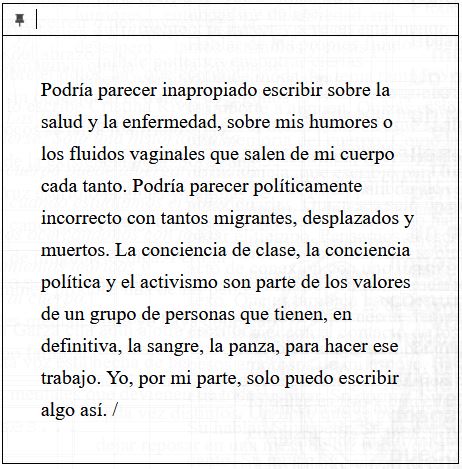 Podría parecer inapropiado escribir sobre la
salud y la enfermedad, sobre mis humores o
los fluidos vaginales que salen de mi cuerpo
cada tanto. Podría parecer políticamente
incorrecto con tantos migrantes, desplazados y
muertos. La conciencia de clase, la conciencia
política y el activismo son parte de los valores
de un grupo de personas que tienen, en
definitiva, la sangre, la panza, para hacer ese
trabajo. Yo, por mi parte, solo puedo escribir
algo así. /